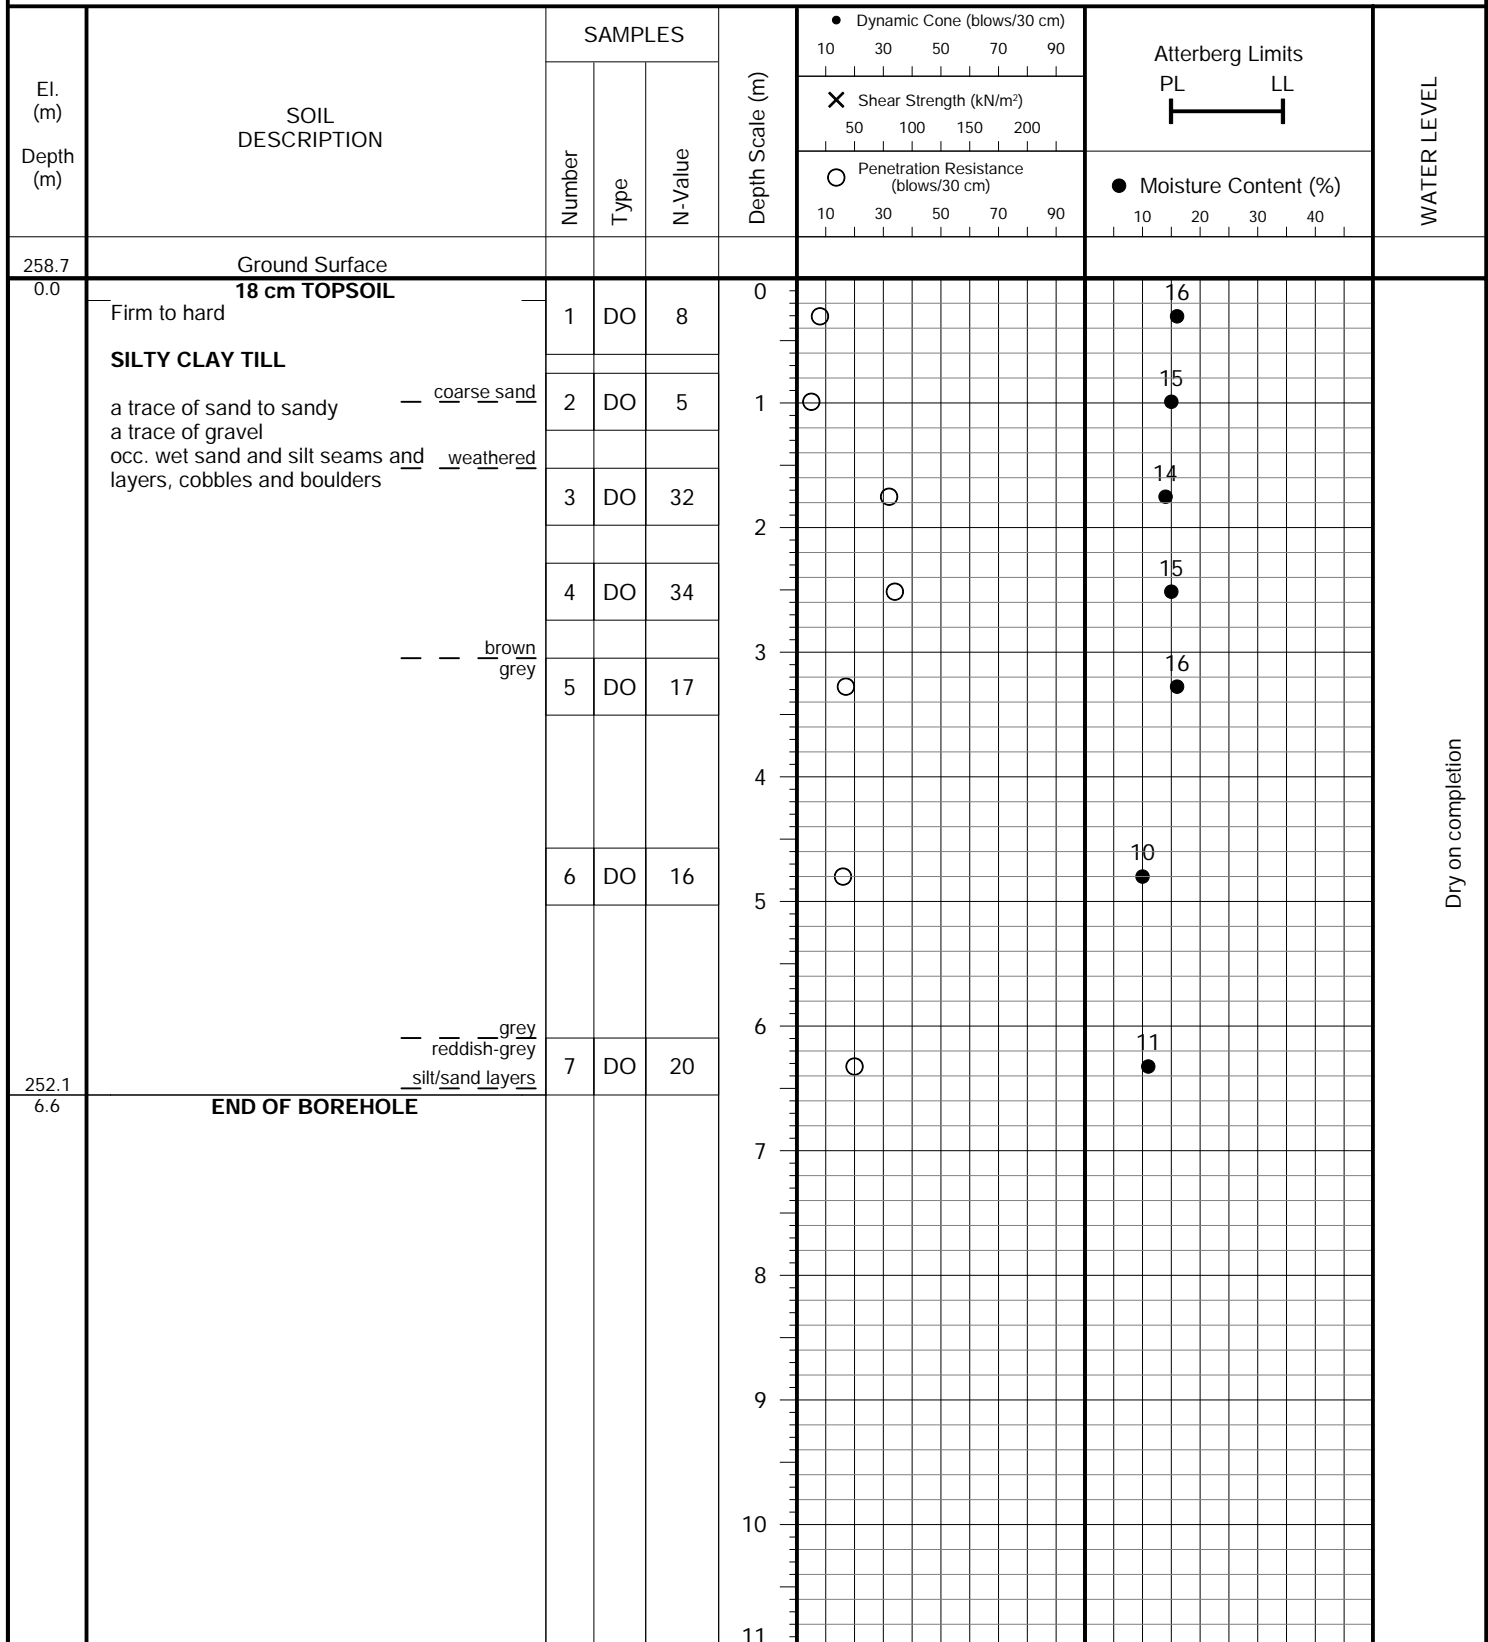 El.
(m)
Depth
(m)
SOIL
DESCRIPTION
SAMPLES
Number
Type
N-Value
Depth Scale (m)
Dynamic Cone (blows/30 cm)
10 30 50 70 90
Shear Strength (kN/m²)
50 100 150 200
Penetration Resistance
(blows/30 cm)
10 30 50 70 90
Atterberg Limits
PL LL
Moisture Content (%)
10 20 30 40
WATER LEVEL
258.7 Ground Surface
0.0 18 cm TOPSOIL 0
Firm to hard
1 DO 8 16
SILTY CLAY TILL
coarse sand
a trace of sand to sandy
2 DO 5 1 15
a trace of gravel
occ. wet sand and silt seams and weathered
layers, cobbles and boulders
3 DO 32 14
2
4 DO 34 15
brown
3
grey
5 DO 17 16
4
6 DO 16 10
5
Dry on completion
6
grey
reddish-grey
7 DO 20 11
silt/sand layers
252.1
6.6 END OF BOREHOLE
7
8
9
10
11